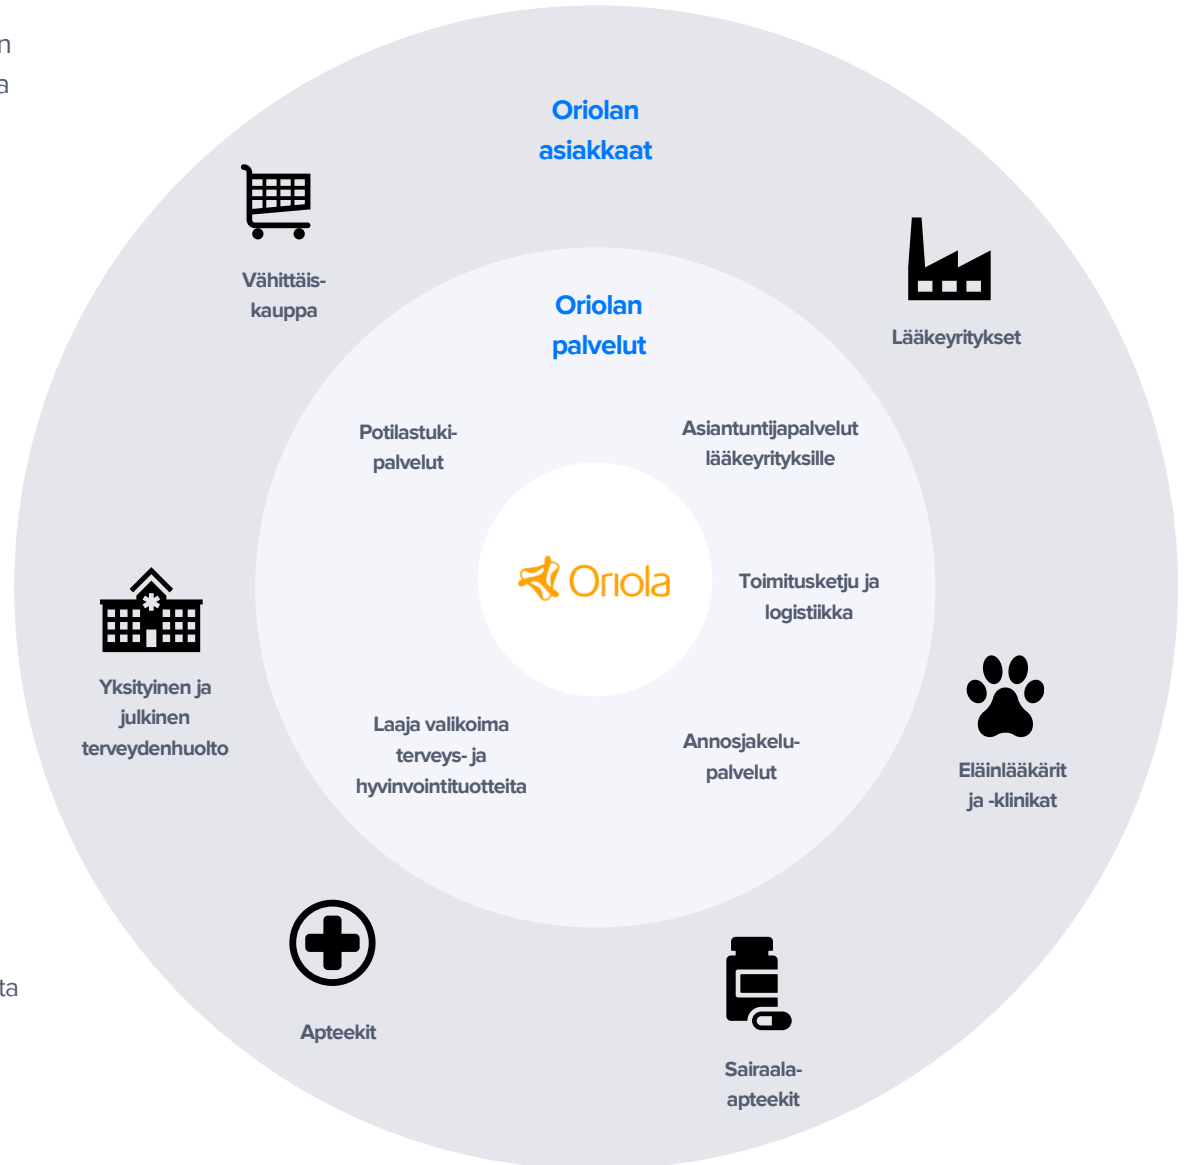 n
a
Oriolan
asiakkaat
Vähittäis-
kauppa
Lääkeyritykset
Oriolan
palvelut
Potilastuki-
palvelut
Asiantuntijapalvelut
lääkeyrityksille
Oriola
Toimitusketju ja
logistiikka
Yksityinen ja
julkinen
terveydenhuolto
Laaja valikoima
terveys- ja
hyvinvointituotteita
Annosjakelu-
palvelut
Eläinlääkärit
ja -klinikat
ta
Apteekit
Sairaala-
apteekit